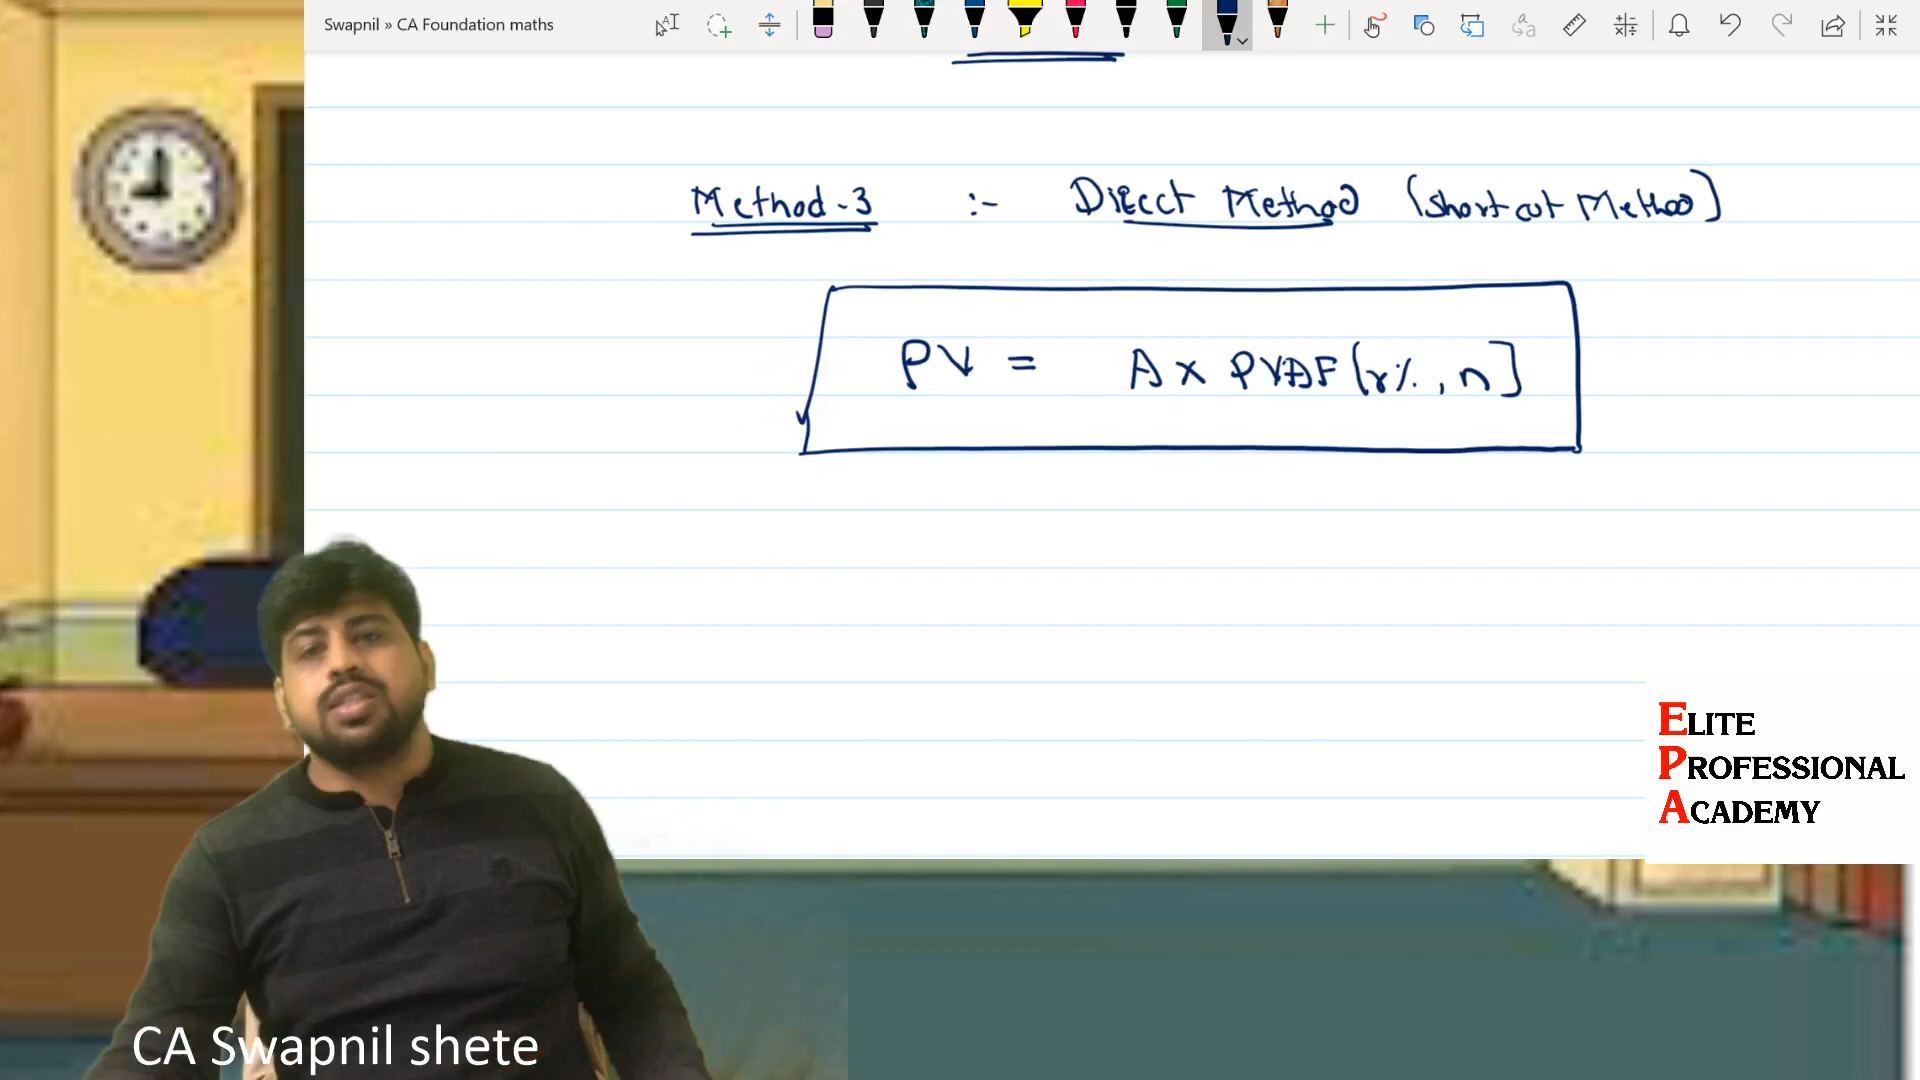 Swapnil » CA Foundation maths
Method-3 :- Direct Method (Short cut Method)
PV = A x PVAF (r%, n)
ELITE
PROFESSIONAL
ACADEMY
CA Swapnil shete